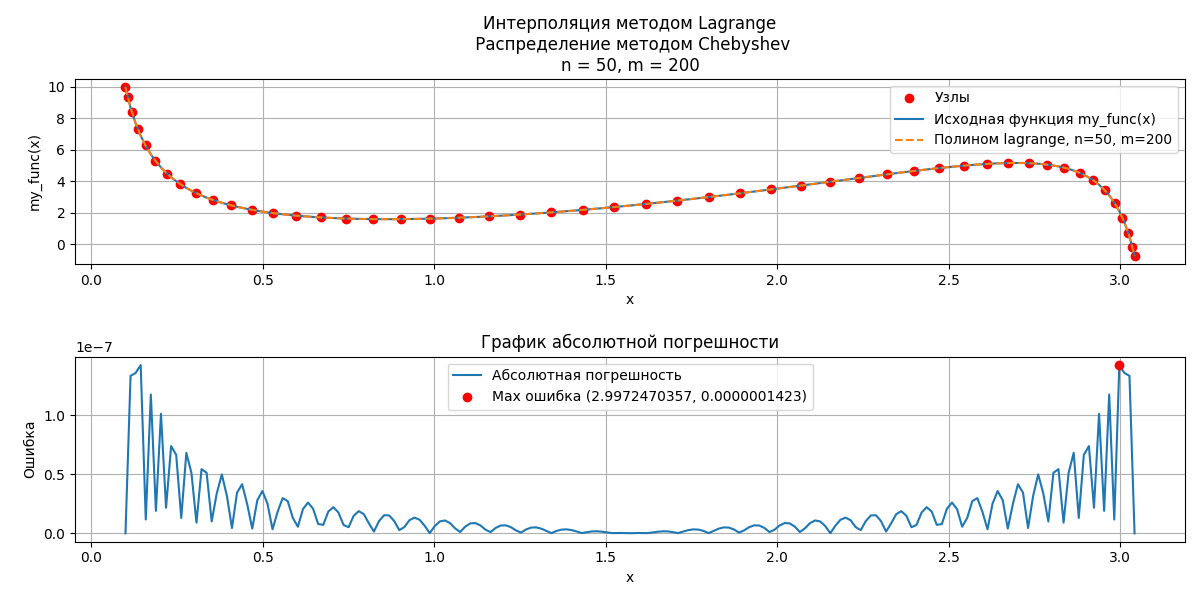 Интерполяция методом Lagrange
Распределение методом Chebyshev
n = 50, m = 200
my_func(x)
10
8
6
4
2
0
Узлы
Исходная функция my_func(x)
Полином lagrange, n=50, m=200
0.0 0.5 1.0 1.5 2.0 2.5 3.0
x
График абсолютной погрешности
1e−7
Ошибка
1.0
0.5
0.0
Абсолютная погрешность
Max ошибка (2.9972470357, 0.0000001423)
0.0 0.5 1.0 1.5 2.0 2.5 3.0
x